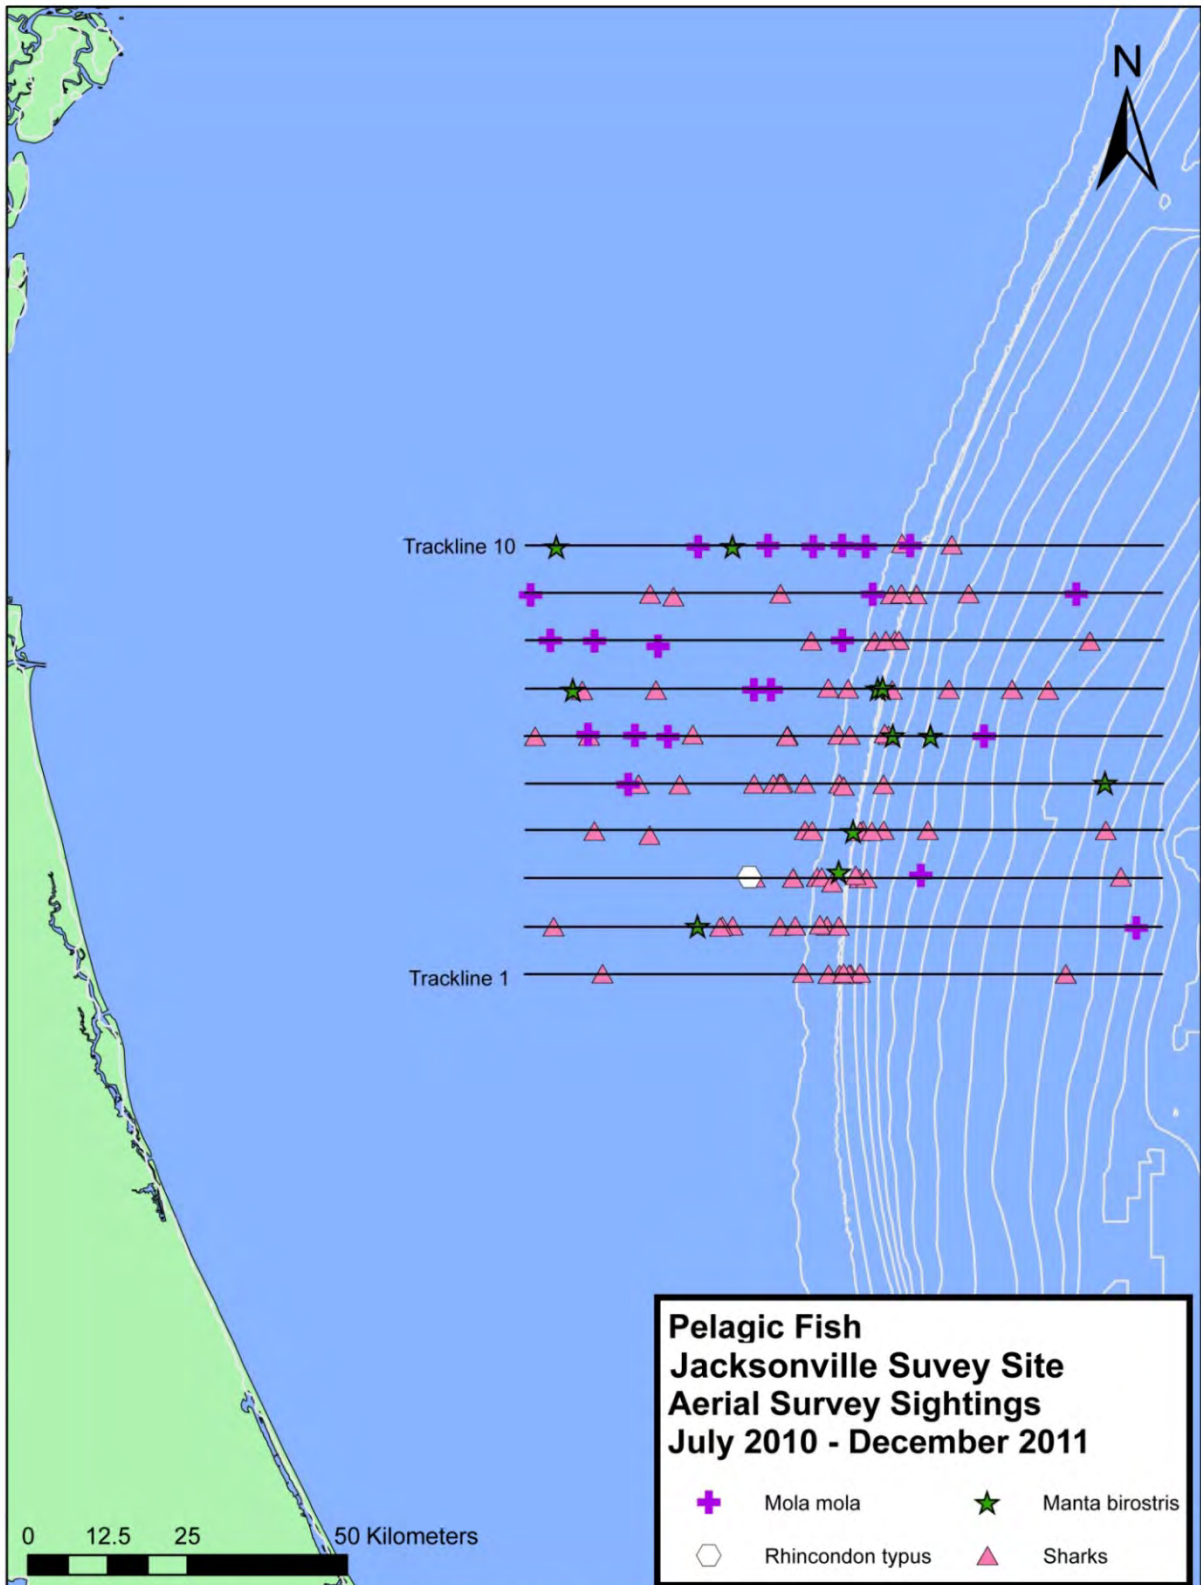 N
Trackline 10
Trackline 1
Pelagic Fish
Jacksonville Suvey Site
Aerial Survey Sightings
July 2010 - December 2011
Mola mola
Manta birostris
Rhincondon typus
Sharks
0 12.5 25 50 Kilometers